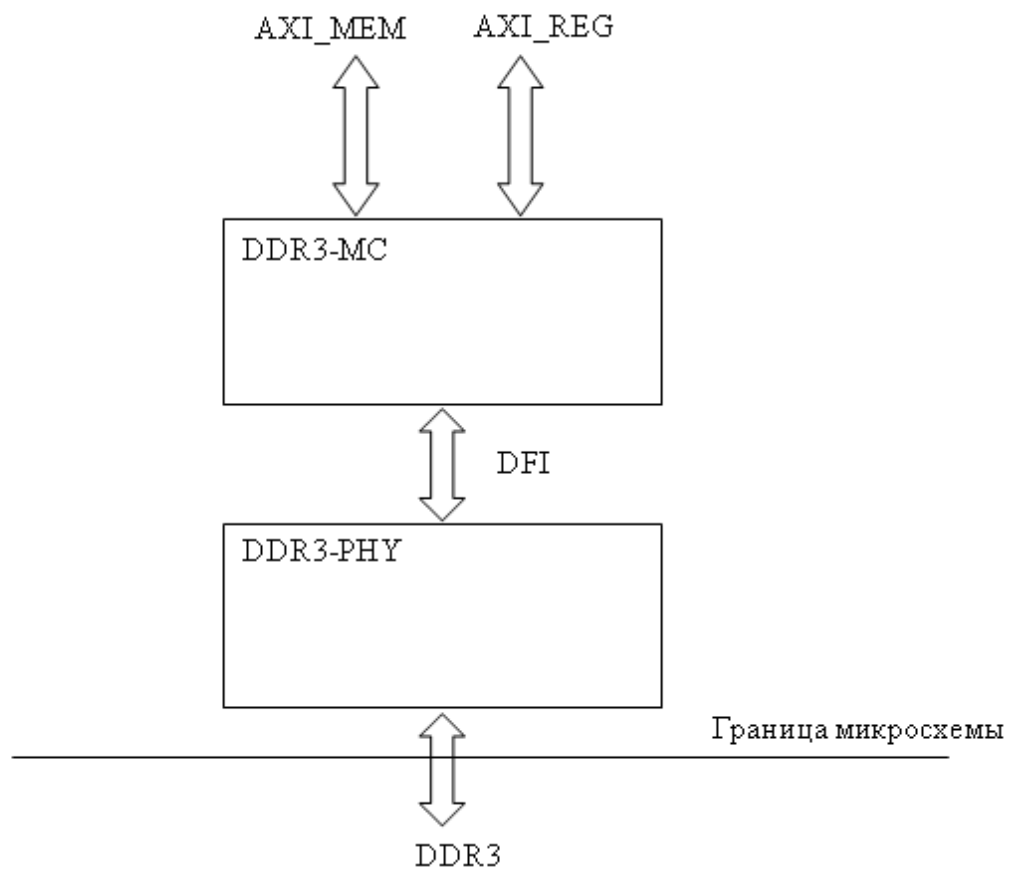 AXI_MEM
AXI_REG
DDR3-MC
DFI
DDR3-PHY
Граница микросхемы
DDR3